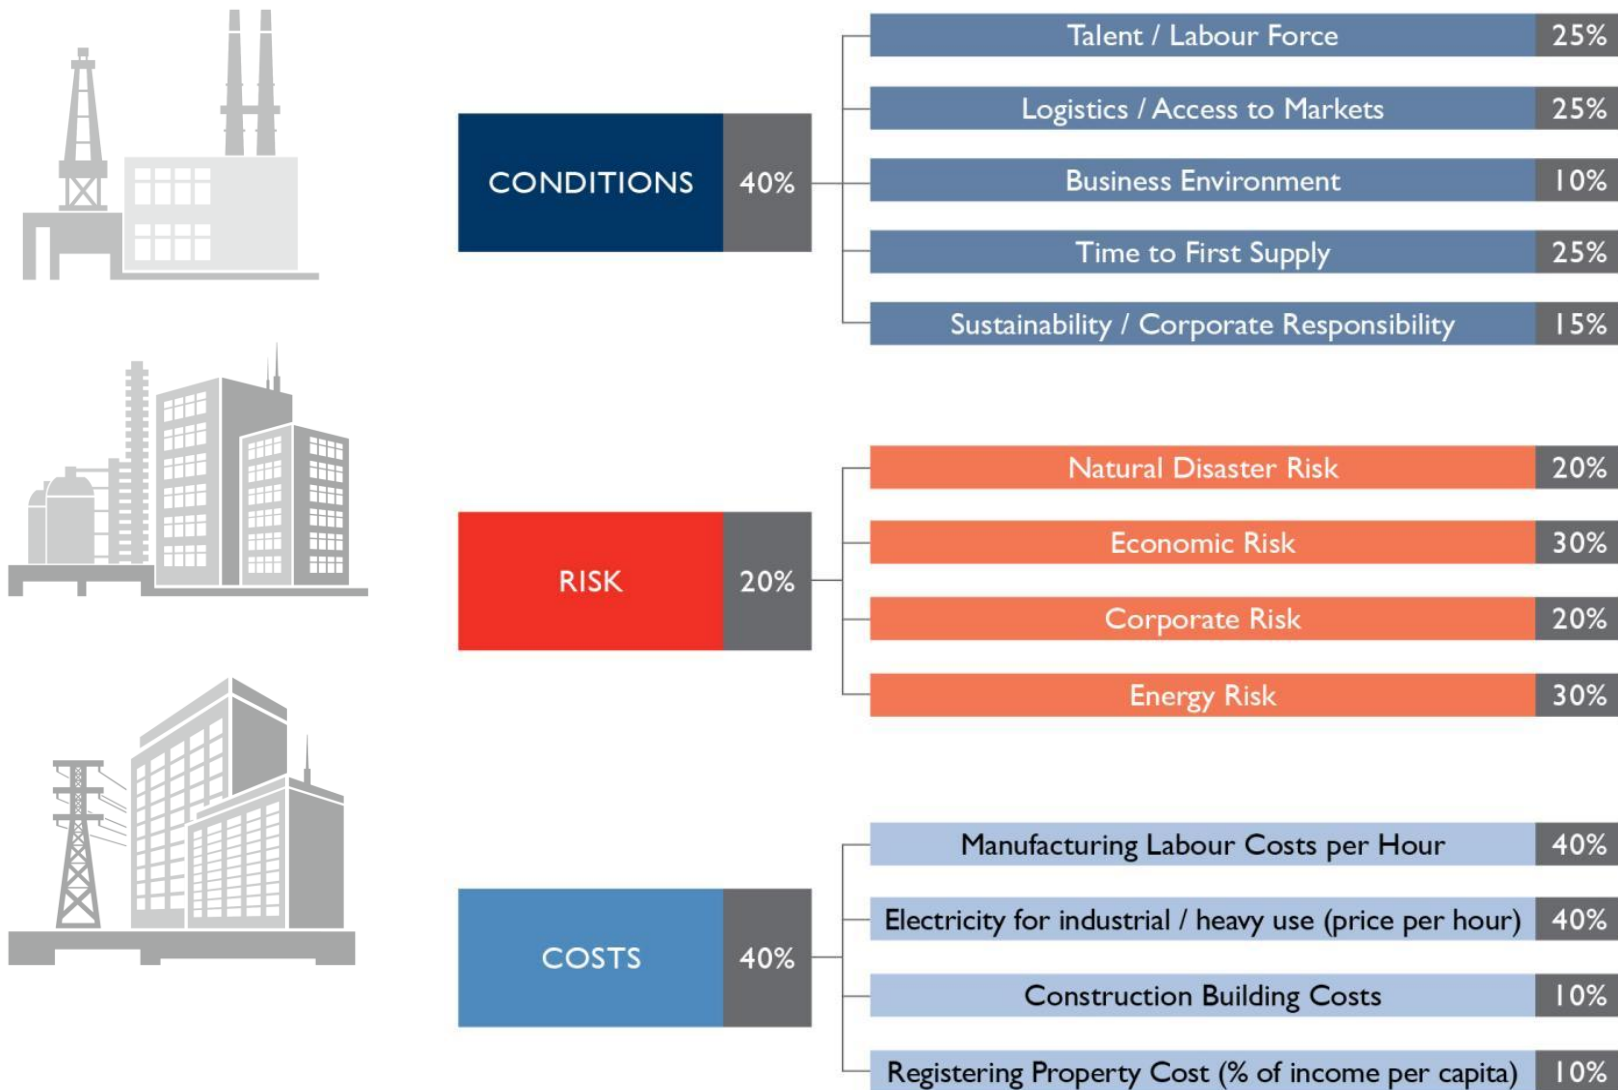 Talent / Labour Force 25%
Logistics / Access to Markets 25%
CONDITIONS 40%
Business Environment 10%
Time to First Supply 25%
Sustainability / Corporate Responsibility 15%
Natural Disaster Risk 20%
Economic Risk 30%
RISK 20%
Corporate Risk 20%
Energy Risk 30%
Manufacturing Labour Costs per Hour 40%
Electricity for industrial / heavy use (price per hour) 40%
COSTS 40%
Construction Building Costs 10%
Registering Property Cost (% of income per capita) 10%